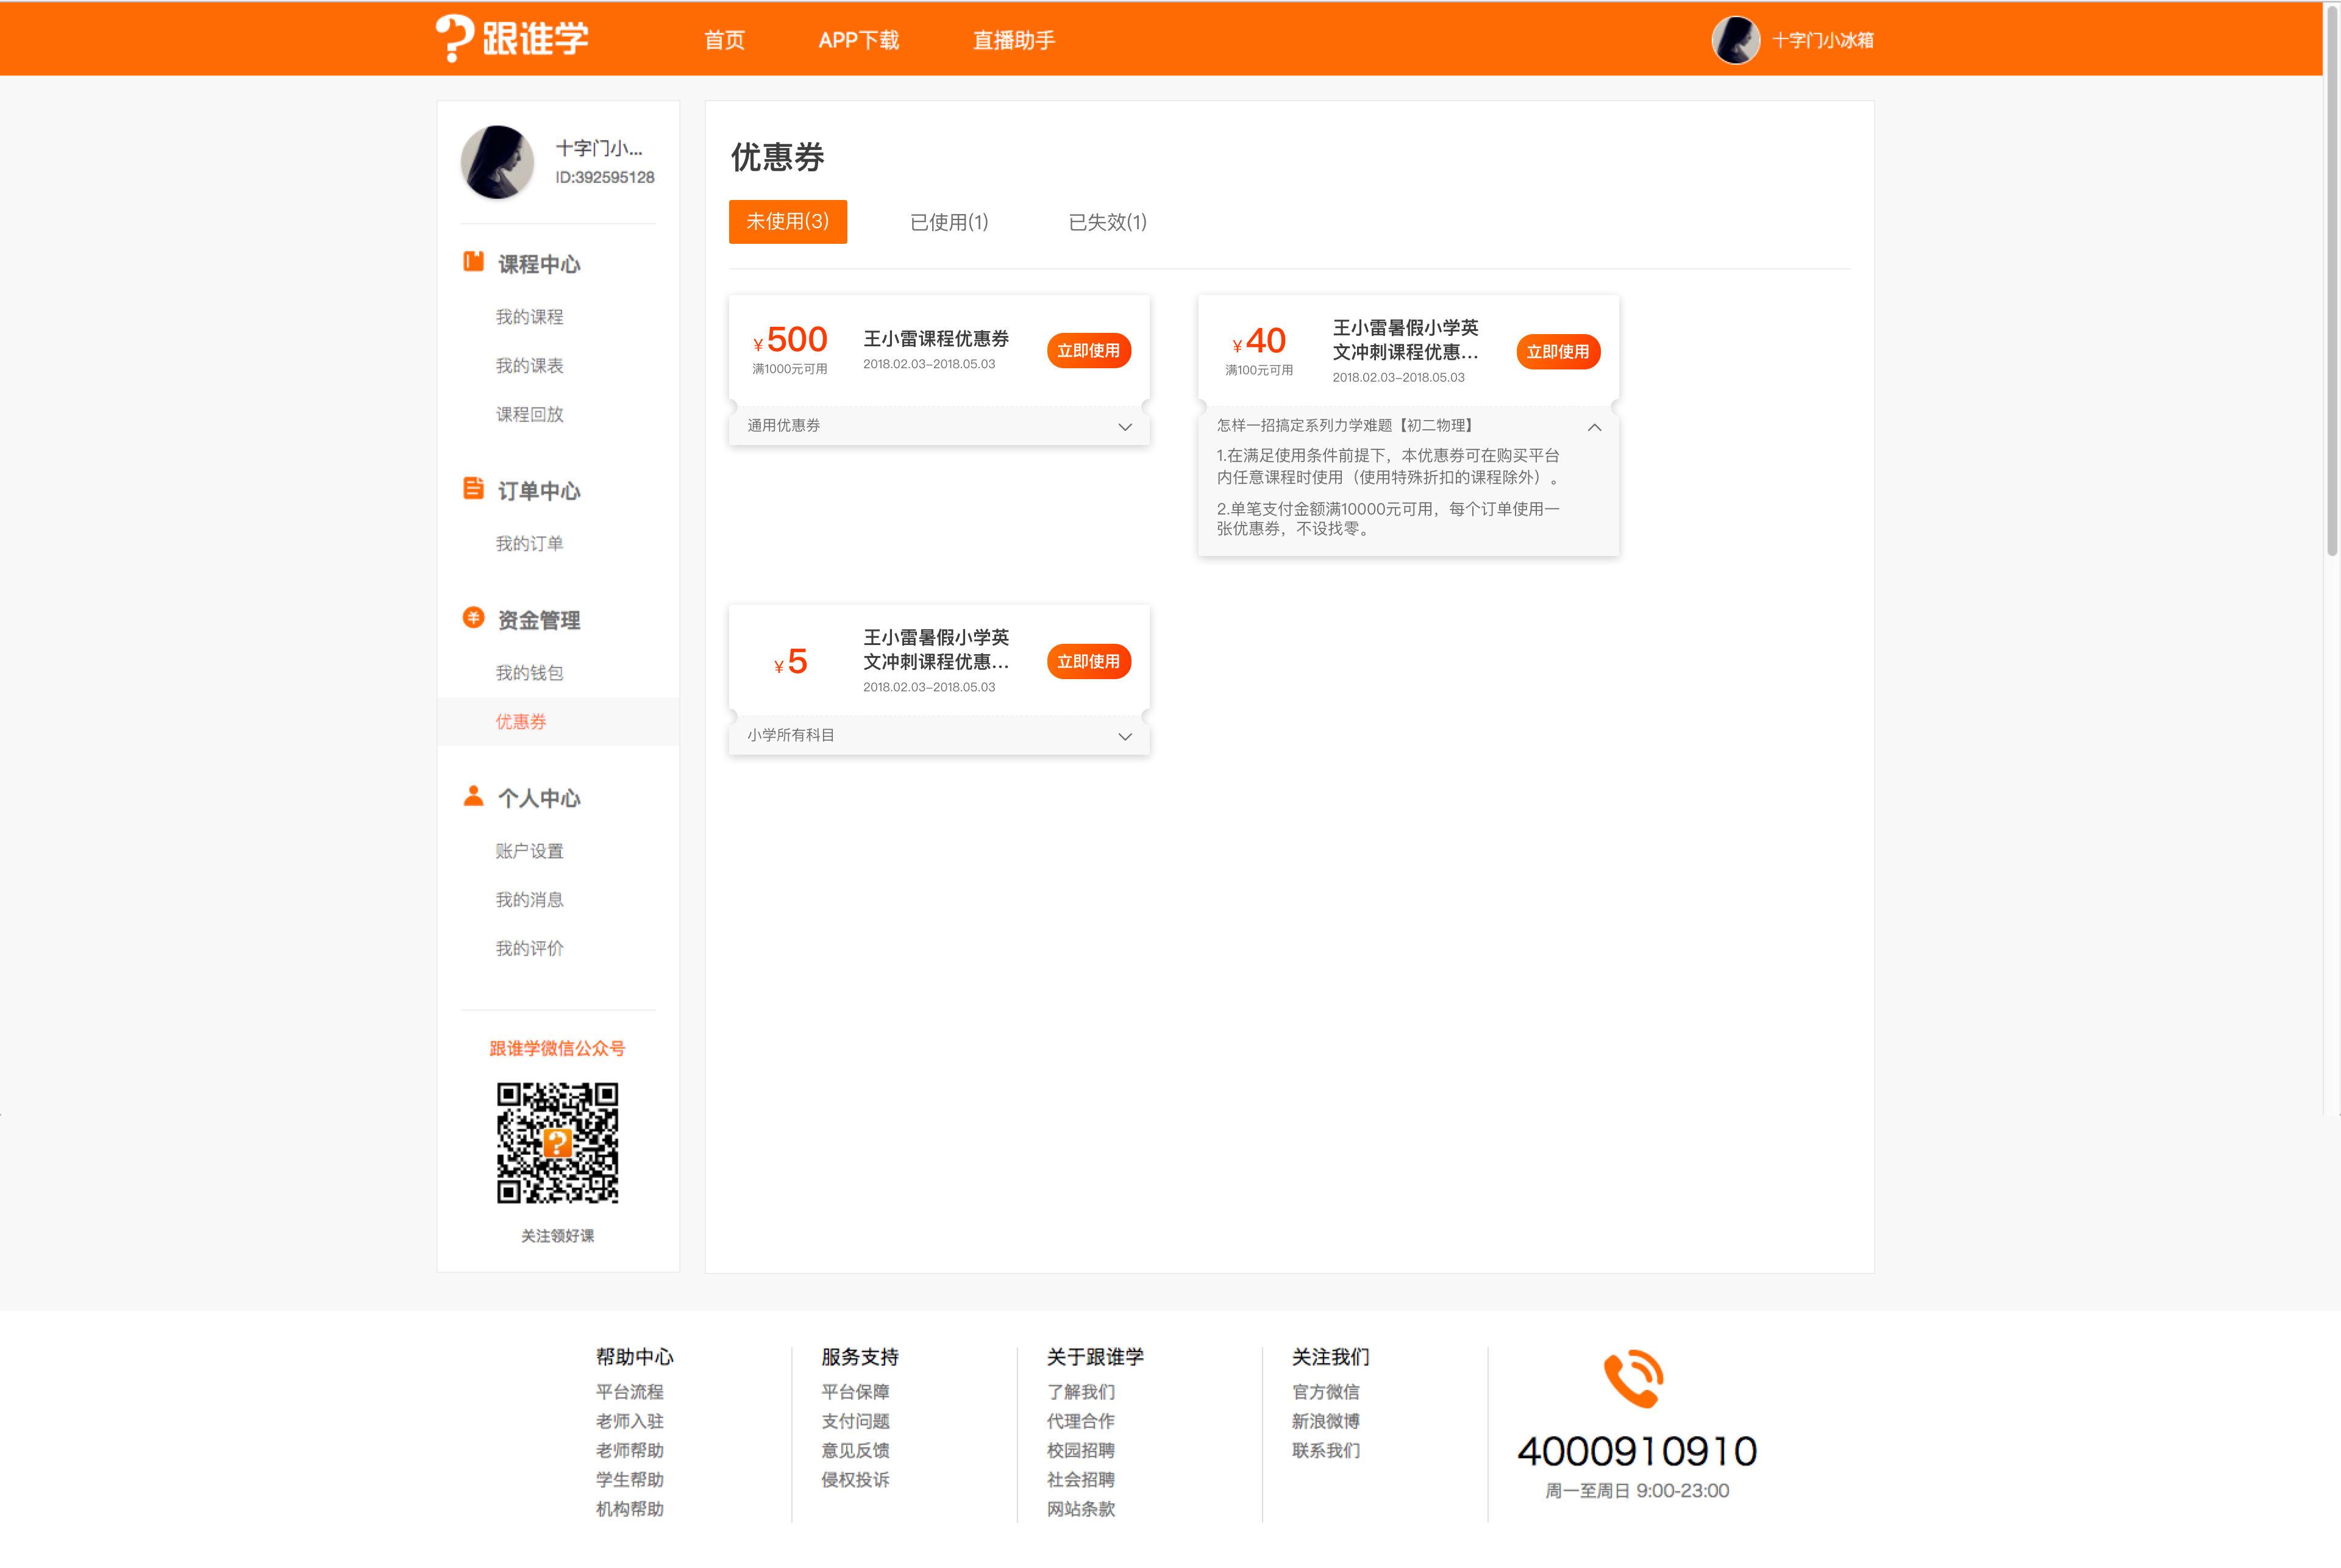 跟谁学
首页
APP下载
直播助手
十字门小冰箱
十字门小...
ID:392595128
课程中心
我的课程
我的课表
课程回放
订单中心
我的订单
资金管理
我的钱包
优惠券
个人中心
账户设置
我的消息
我的评价
跟谁学微信公众号
关注领好课
优惠券
未使用(3)
已使用(1)
已失效(1)
¥500
满1000元可用
王小雷课程优惠券
2018.02.03-2018.05.03
立即使用
通用优惠券
¥40
满100元可用
王小雷暑假小学英
文冲刺课程优惠...
2018.02.03-2018.05.03
立即使用
怎样一招搞定系列力学难题【初二物理】
1.在满足使用条件前提下，本优惠券可在购买平台
内任意课程时使用（使用特殊折扣的课程除外）。
2.单笔支付金额满10000元可用，每个订单使用一
张优惠券，不设找零。
¥5
王小雷暑假小学英
文冲刺课程优惠...
2018.02.03-2018.05.03
立即使用
小学所有科目
帮助中心
平台流程
老师入驻
老师帮助
学生帮助
机构帮助
服务支持
平台保障
支付问题
意见反馈
侵权投诉
关于跟谁学
了解我们
代理合作
校园招聘
社会招聘
网站条款
关注我们
官方微信
新浪微博
联系我们
4000910910
周一至周日 9:00-23:00